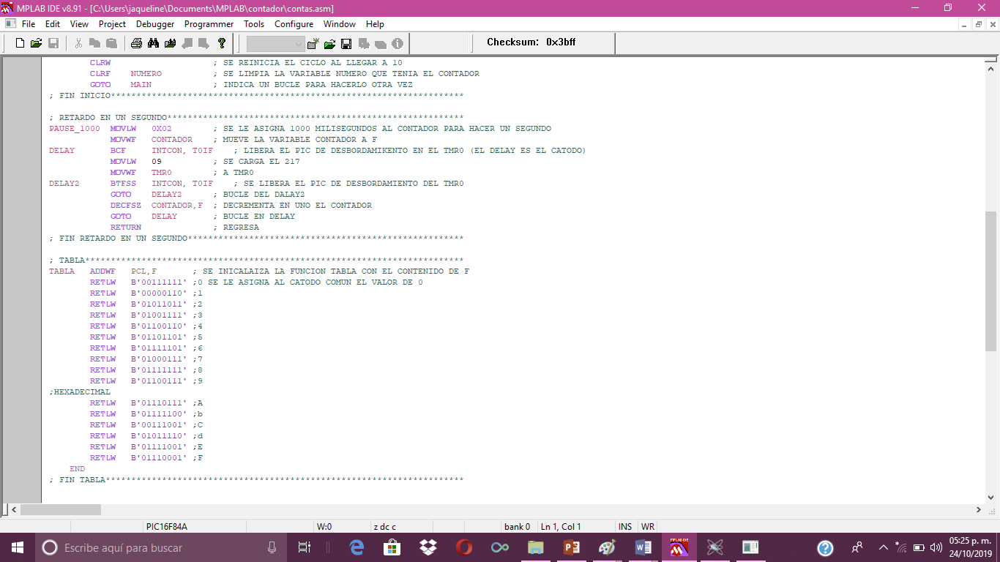 MPLAB IDE v8.91 - [C:\Users\jaqueline\Documents\MPLAB\contador\contas.asm]
File Edit View Project Debugger Programmer Tools Configure Window Help
Checksum: 0x3bff
CLRW ; SE REINICIA EL CICLO AL LLEGAR A 10
CLRF NUMERO ; SE LIMPIA LA VARIABLE NUMERO QUE TENIA EL CONTADOR
GOTO MAIN ; INDICA UN BUCLE PARA HACERLO OTRA VEZ
; FIN INICIO*********************************************************************
; RETARDO EN UN SEGUNDO**********************************************************
PAUSE_1000 MOVLW 0X02 ; SE LE ASIGNA 1000 MILISEGUNDOS AL CONTADOR PARA HACER UN SEGUNDO
MOVWF CONTADOR ; MUEVE LA VARIABLE CONTADOR A F
DELAY BCF INTCON, T0IF ; LIBERA EL PIC DE DESBORDAMIKENTO EN EL TMR0 (EL DELAY ES EL CATODO)
MOVLW 09 ; SE CARGA EL 217
MOVWF TMR0 ; A TMR0
DELAY2 BTFSS INTCON, T0IF ; SE LIBERA EL PIC DE DESBORDAMIENTO DEL TMR0
GOTO DELAY2 ; BUCLE DEL DALAY2
DECFSZ CONTADOR,F ; DECREMENTA EN UNO EL CONTADOR
GOTO DELAY ; BUCLE EN DELAY
RETURN ; REGRESA
; FIN RETARDO EN UN SEGUNDO******************************************************
; TABLA**************************************************************************
TABLA ADDWF PCL,F ; SE INICALAIZA LA FUNCION TABLA CON EL CONTENIDO DE F
RETLW B'00111111' ;0 SE LE ASIGNA AL CATODO COMUN EL VALOR DE 0
RETLW B'00000110' ;1
RETLW B'01011011' ;2
RETLW B'01001111' ;3
RETLW B'01100110' ;4
RETLW B'01101101' ;5
RETLW B'01111101' ;6
RETLW B'01000111' ;7
RETLW B'01111111' ;8
RETLW B'01100111' ;9
;HEXADECIMAL
RETLW B'01110111' ;A
RETLW B'01111100' ;b
RETLW B'00111001' ;C
RETLW B'01011110' ;d
RETLW B'01111001' ;E
RETLW B'01110001' ;F
END
; FIN TABLA**********************************************************************
PIC16F84A W:0 z dc c bank 0 Ln 1, Col 1 INS WR
Escribe aquí para buscar
05:25 p. m.
24/10/2019